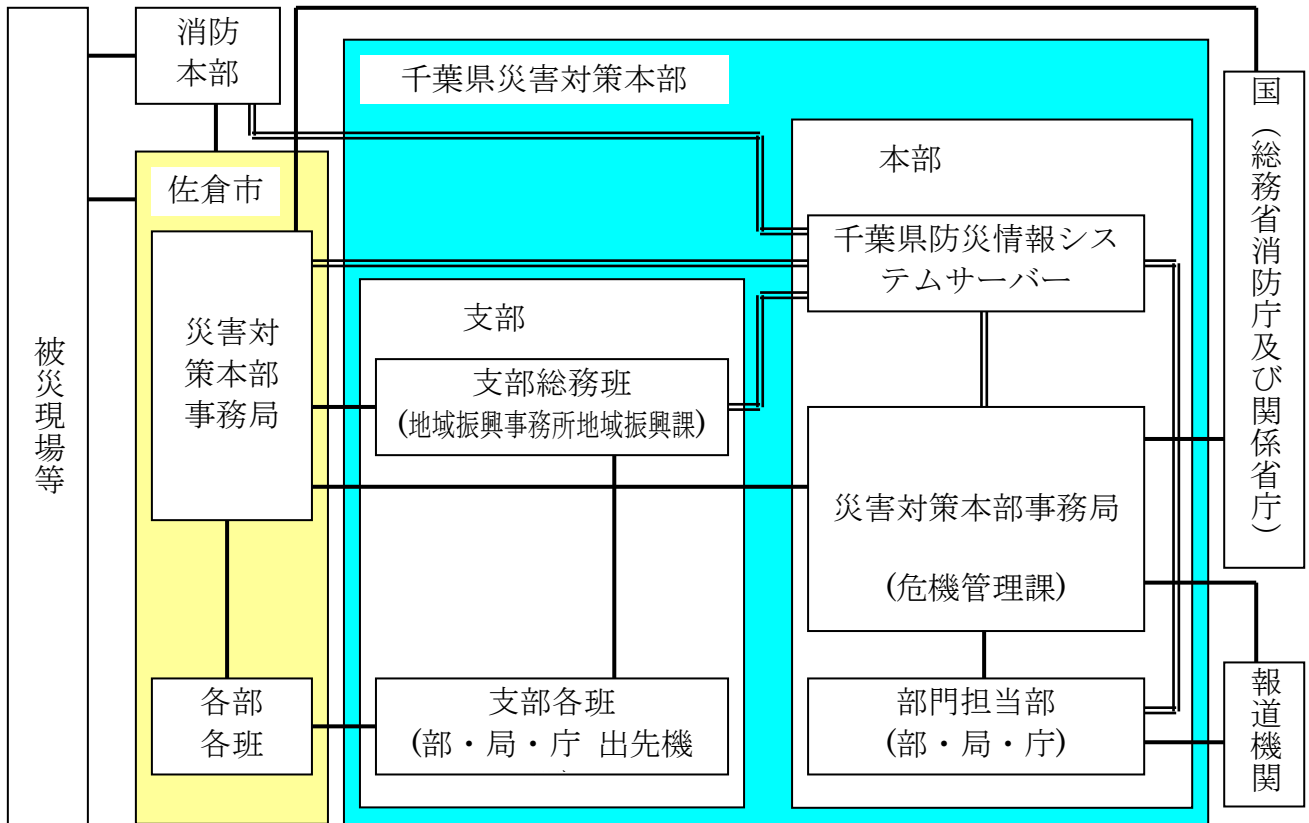 消防
本部
千葉県災害対策本部
国（総務省消防庁及び関係省庁）
本部
佐倉市
千葉県防災情報シス
テムサーバー
支部
災害対
策本部
事務局
被災現場等
支部総務班
(地域振興事務所地域振興課)
災害対策本部事務局
(危機管理課)
各部
各班
支部各班
(部・局・庁 出先機
部門担当部
(部・局・庁)
報道機関